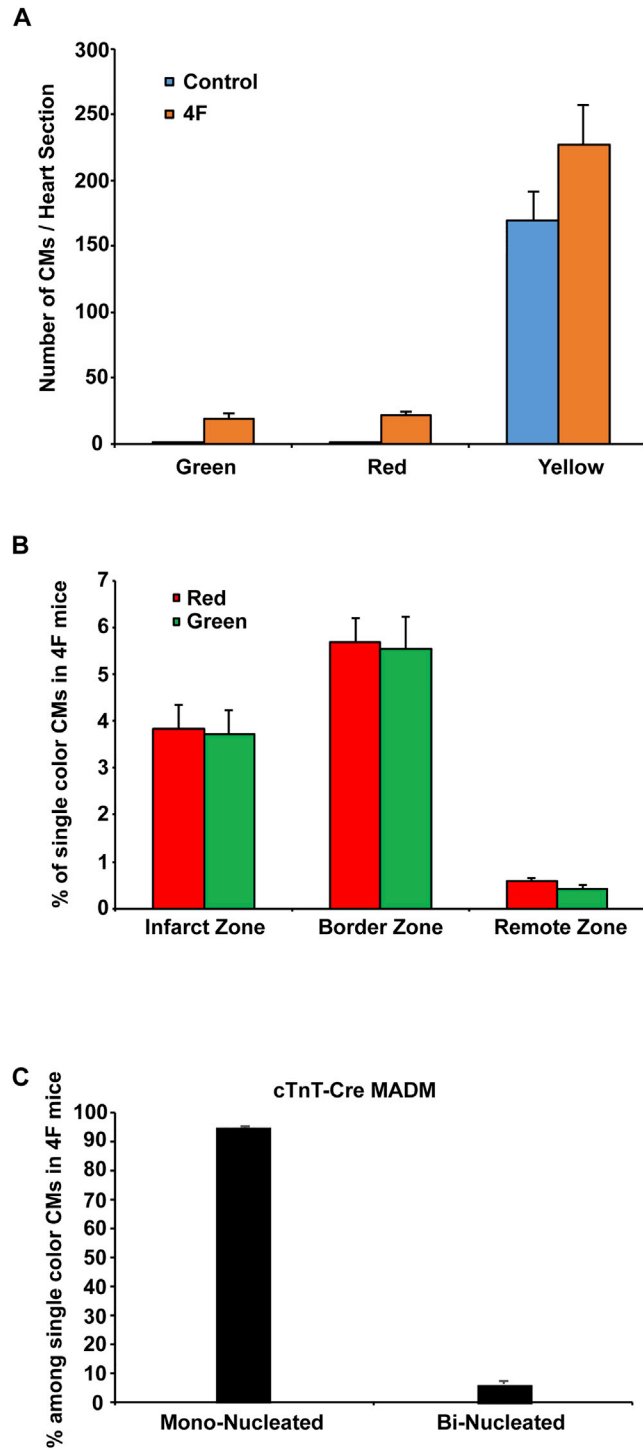 A
Number of CMs / Heart Section
300
250
200
150
100
50
0
Control
4F
Green Red Yellow
B
% of single color CMs in 4F mice
7
6
5
4
3
2
1
0
Red
Green
Infarct Zone Border Zone Remote Zone
C
cTnT-Cre MADM
% among single color CMs in 4F mice
100
90
80
70
60
50
40
30
20
10
0
Mono-Nucleated Bi-Nucleated